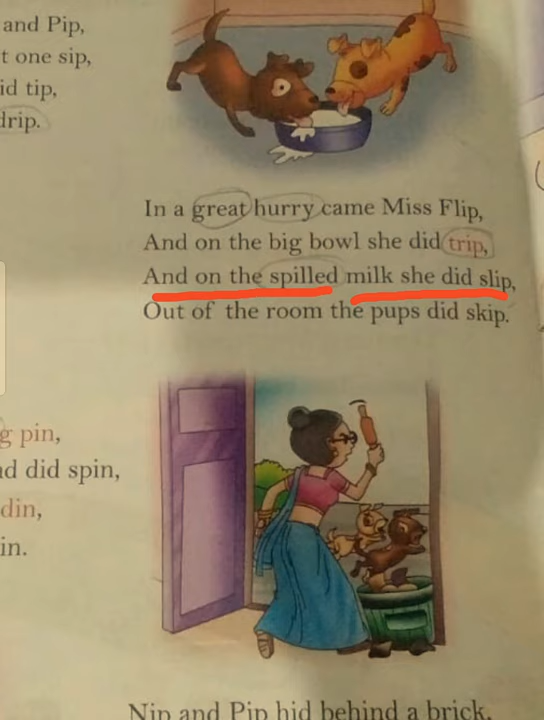 and Pip,
t one sip,
id tip,
drip.
In a great hurry came Miss Flip,
And on the big bowl she did trip,
And on the spilled milk she did slip,
Out of the room the pups did skip.
g pin,
nd did spin,
din,
in.
Nip and Pip hid behind a brick,